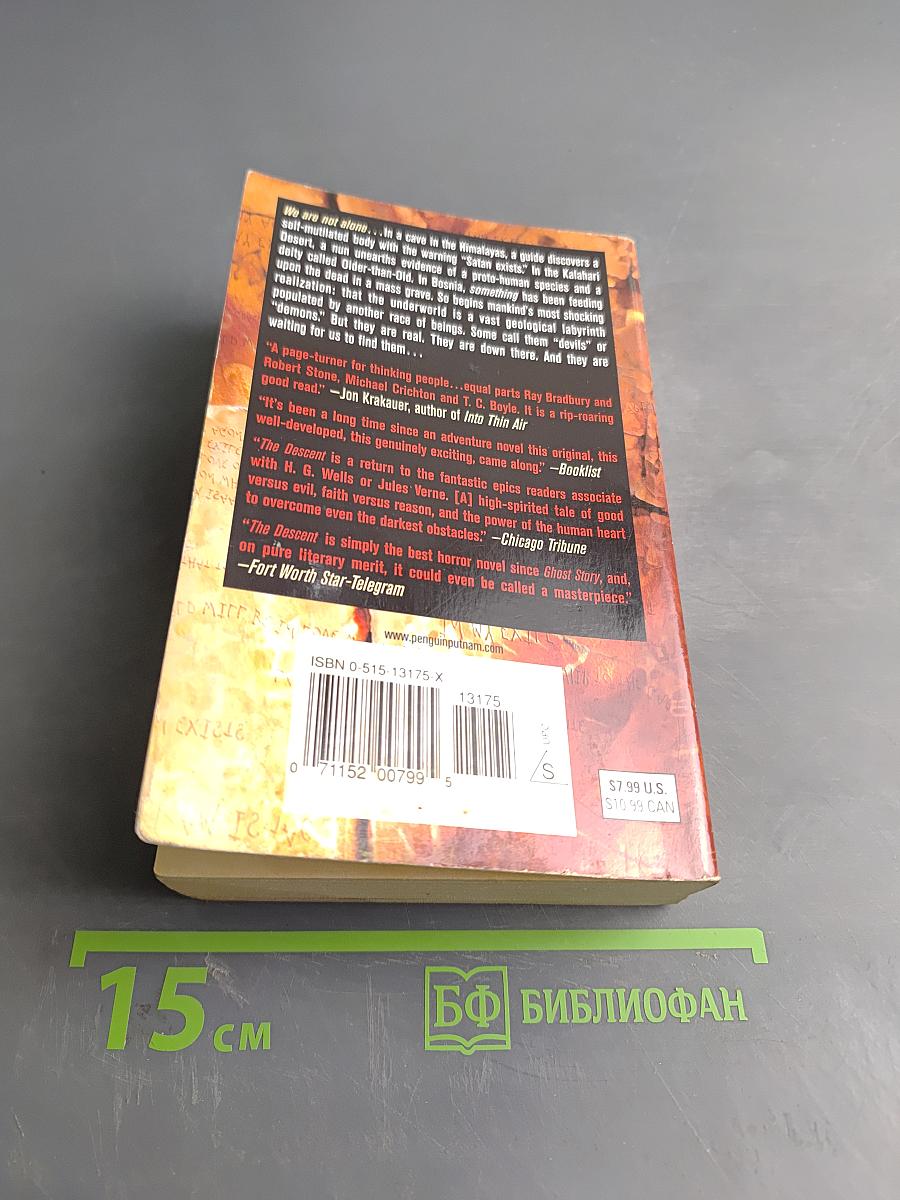 We are not alone...In a cave in the Himalayas, a guide discovers a
self-mutilated body with the warning "Satan exists." In the Kalahari
Desert, a nun unearths evidence of a proto-human species and a
deity called Older-than-Old. In Bosnia, something has been feeding
upon the dead in a mass grave. So begins mankind's most shocking
realization: that the underworld is a vast geological labyrinth
populated by another race of beings. Some call them "devils" or
"demons." But they are real. They are down there. And they are
waiting for us to find them...
"A page-turner for thinking people...equal parts Ray Bradbury and
Robert Stone, Michael Crichton and T. C. Boyle. It is a rip-roaring
good read." —Jon Krakauer, author of Into Thin Air
"It's been a long time since an adventure novel this original, this
well-developed, this genuinely exciting, came along." —Booklist
"The Descent is a return to the fantastic epics readers associate
with H. G. Wells or Jules Verne. [A] high-spirited tale of good
versus evil, faith versus reason, and the power of the human heart
to overcome even the darkest obstacles." —Chicago Tribune
"The Descent is simply the best horror novel since Ghost Story, and,
on pure literary merit, it could even be called a masterpiece."
—Fort Worth Star-Telegram
www.penguinputnam.com
ISBN 0-515-13175-X
13175
0 71152 00799 5
S
$7.99 U.S.
$10.99 CAN
15 см
БФ БИБЛИОФАН